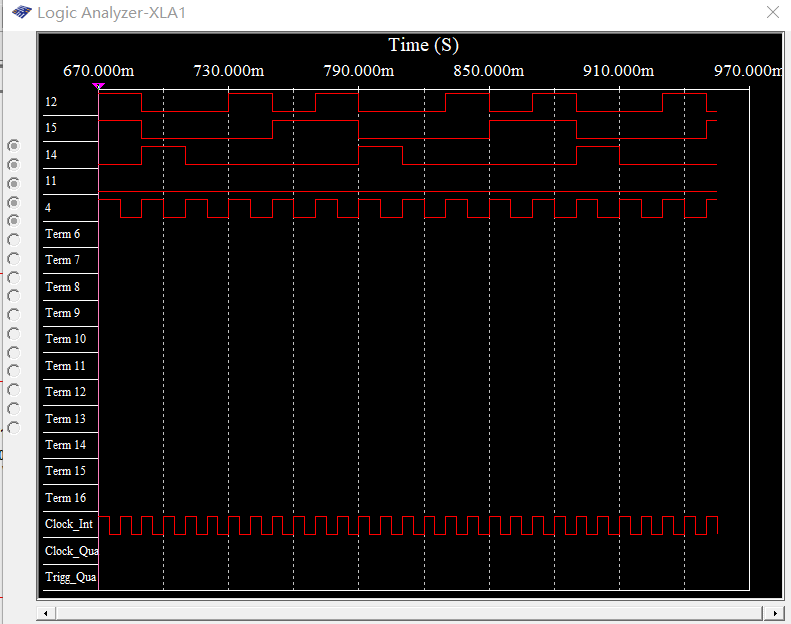 Logic Analyzer-XLA1
Time (S)
670.000m 730.000m 790.000m 850.000m 910.000m 970.000m
12
15
14
11
4
Term 6
Term 7
Term 8
Term 9
Term 10
Term 11
Term 12
Term 13
Term 14
Term 15
Term 16
Clock_Int
Clock_Qua
Trigg_Qua